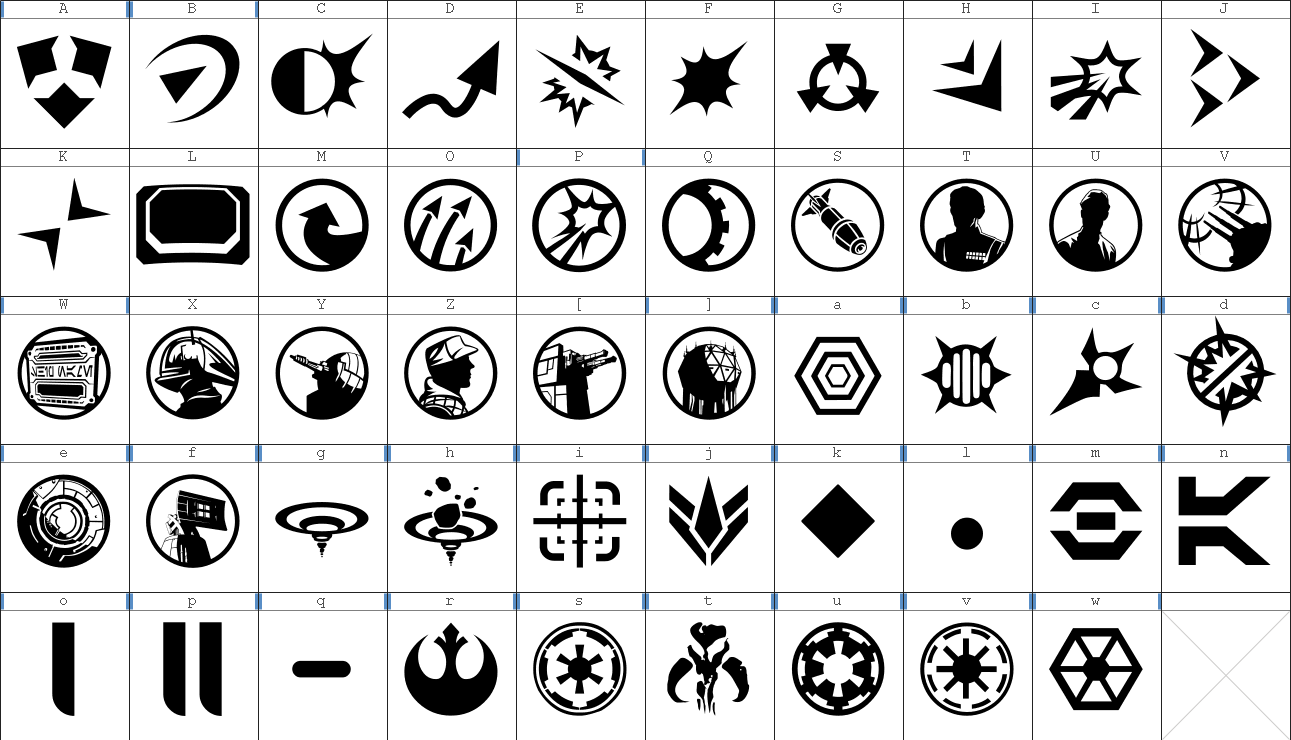 A B C D E F G H I J
K L M O P Q S T U V
W X Y Z [ ] a b c d
e f g h i j k l m n
o p q r s t u v w